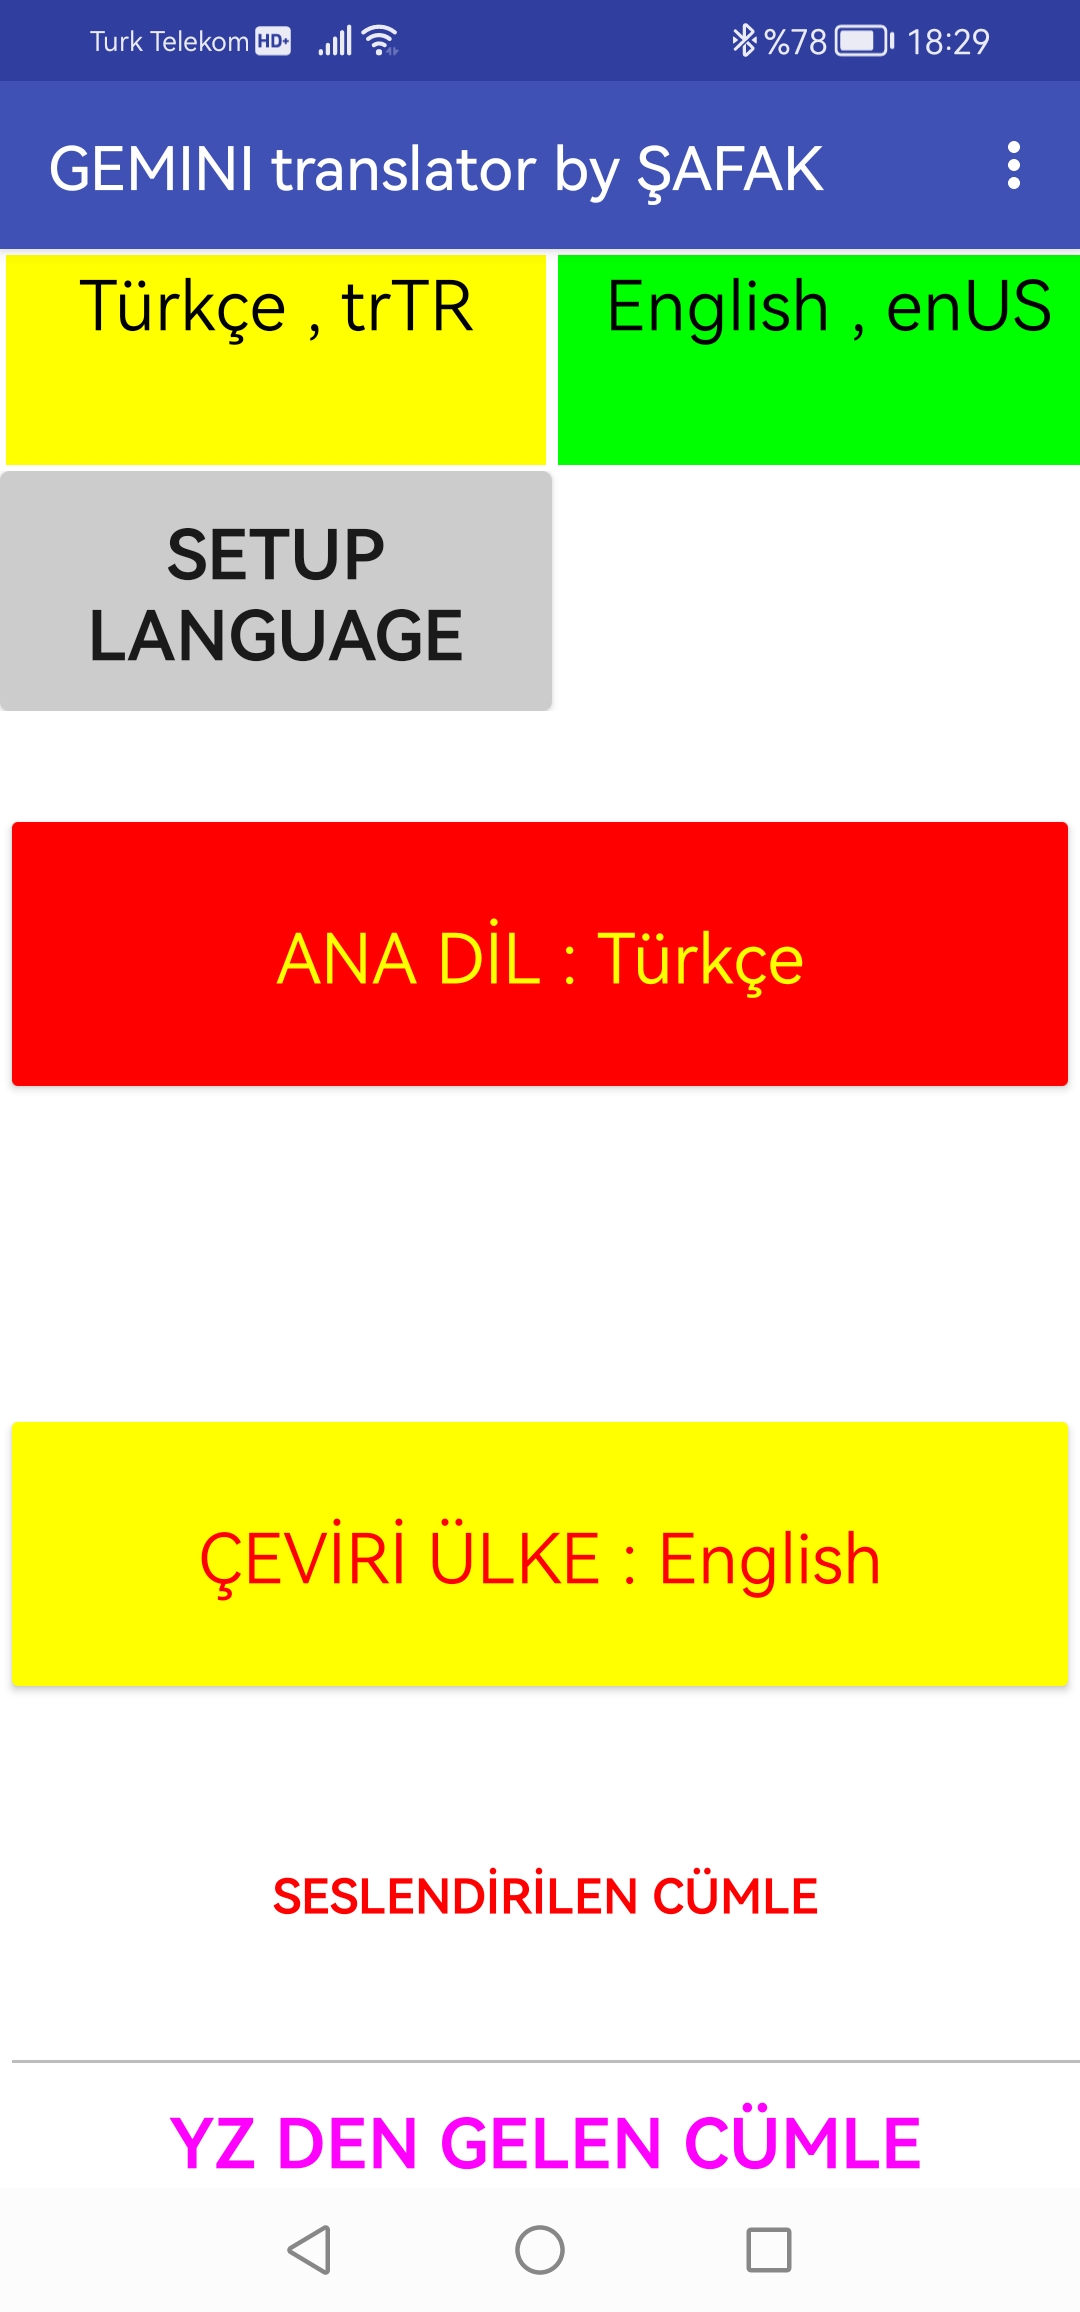 Turk Telekom HD+ %78 18:29
GEMINI translator by ŞAFAK
Türkçe , trTR
English , enUS
SETUP
LANGUAGE
ANA DİL : Türkçe
ÇEVİRİ ÜLKE : English
SESLENDİRİLEN CÜMLE
YZ DEN GELEN CÜMLE